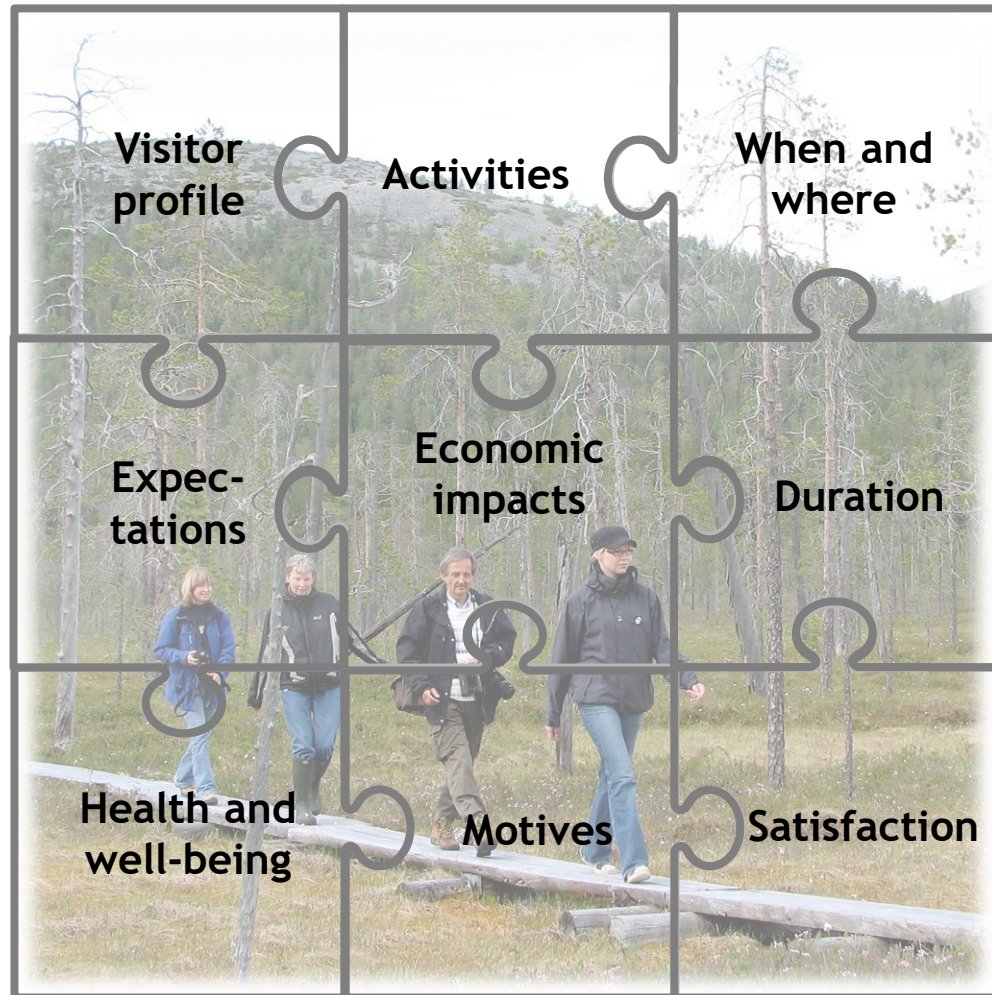 Visitor
profile
Activities
When and
where
Expec-
tations
Economic
impacts
Duration
Health and
well-being
Motives
Satisfaction